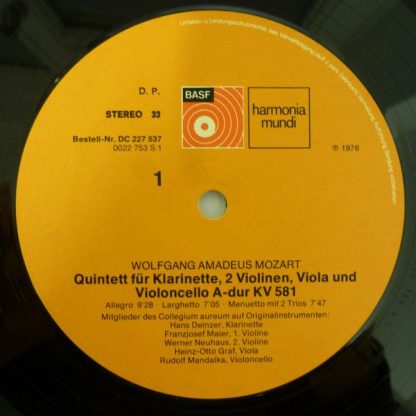 Urheber- u. Leistungsschutzrechte
D. P.
BASF
harmonia
mundi
STEREO 33
Bestell-Nr. DC 227 537
0022 753 S 1
℗ 1976
1
WOLFGANG AMADEUS MOZART
Quintett für Klarinette, 2 Violinen, Viola und
Violoncello A-dur KV 581
Allegro 9'28 - Larghetto 7'05 - Menuetto mit 2 Trios 7'47
Mitglieder des Collegium aureum auf Originalinstrumenten:
Hans Deinzer, Klarinette
Franzjosef Maier, 1. Violine
Werner Neuhaus, 2. Violine
Heinz-Otto Graf, Viola
Rudolf Mandalka, Violoncello